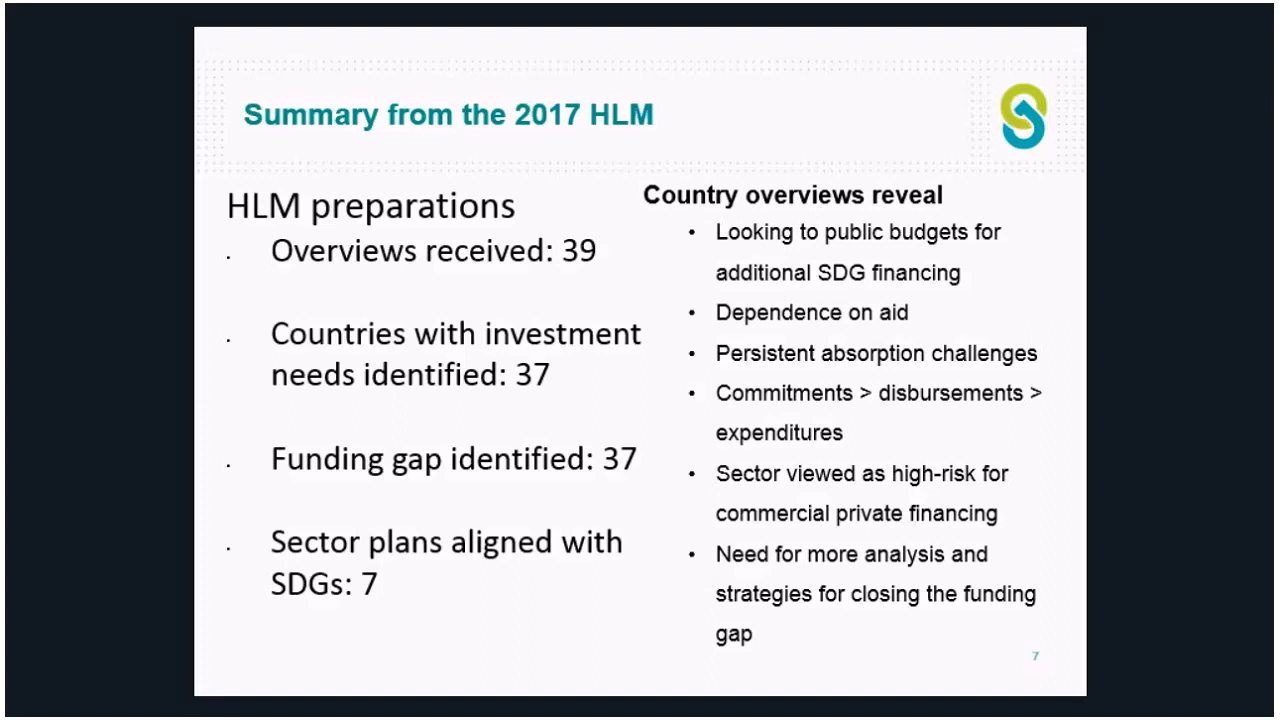 Summary from the 2017 HLM
HLM preparations
. Overviews received: 39
. Countries with investment
needs identified: 37
. Funding gap identified: 37
. Sector plans aligned with
SDGs: 7
Country overviews reveal
• Looking to public budgets for
additional SDG financing
• Dependence on aid
• Persistent absorption challenges
• Commitments > disbursements >
expenditures
• Sector viewed as high-risk for
commercial private financing
• Need for more analysis and
strategies for closing the funding
gap
7